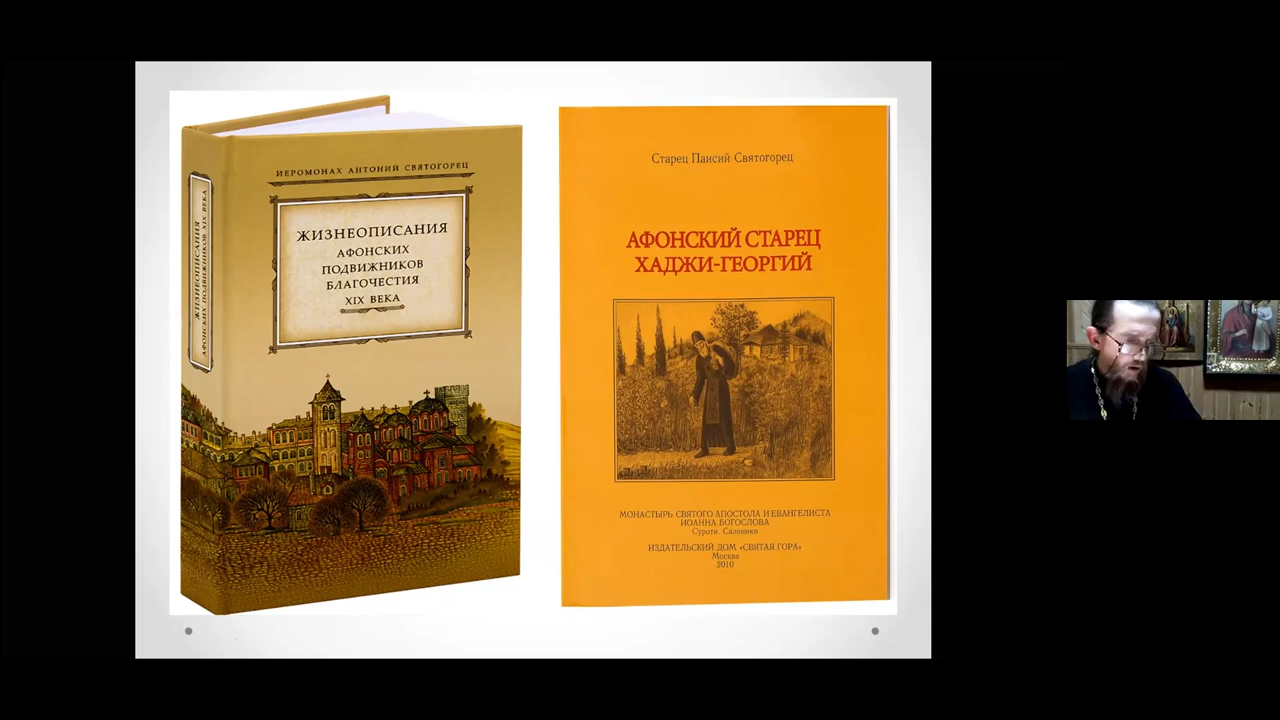 ИЕРОМОНАХ АНТОНИЙ СВЯТОГОРЕЦ
ЖИЗНЕОПИСАНИЯ
АФОНСКИХ
ПОДВИЖНИКОВ
БЛАГОЧЕСТИЯ
XIX ВЕКА
ЖИЗНЕОПИСАНИЯ
АФОНСКИХ ПОДВИЖНИКОВ XIX ВЕКА
Старец Паисий Святогорец
АФОНСКИЙ СТАРЕЦ
ХАДЖИ-ГЕОРГИЙ
МОНАСТЫРЬ СВЯТОГО АПОСТОЛА И ЕВАНГЕЛИСТА
ИОАННА БОГОСЛОВА
Суроти. Салоники
ИЗДАТЕЛЬСКИЙ ДОМ «СВЯТАЯ ГОРА»
Москва
2010